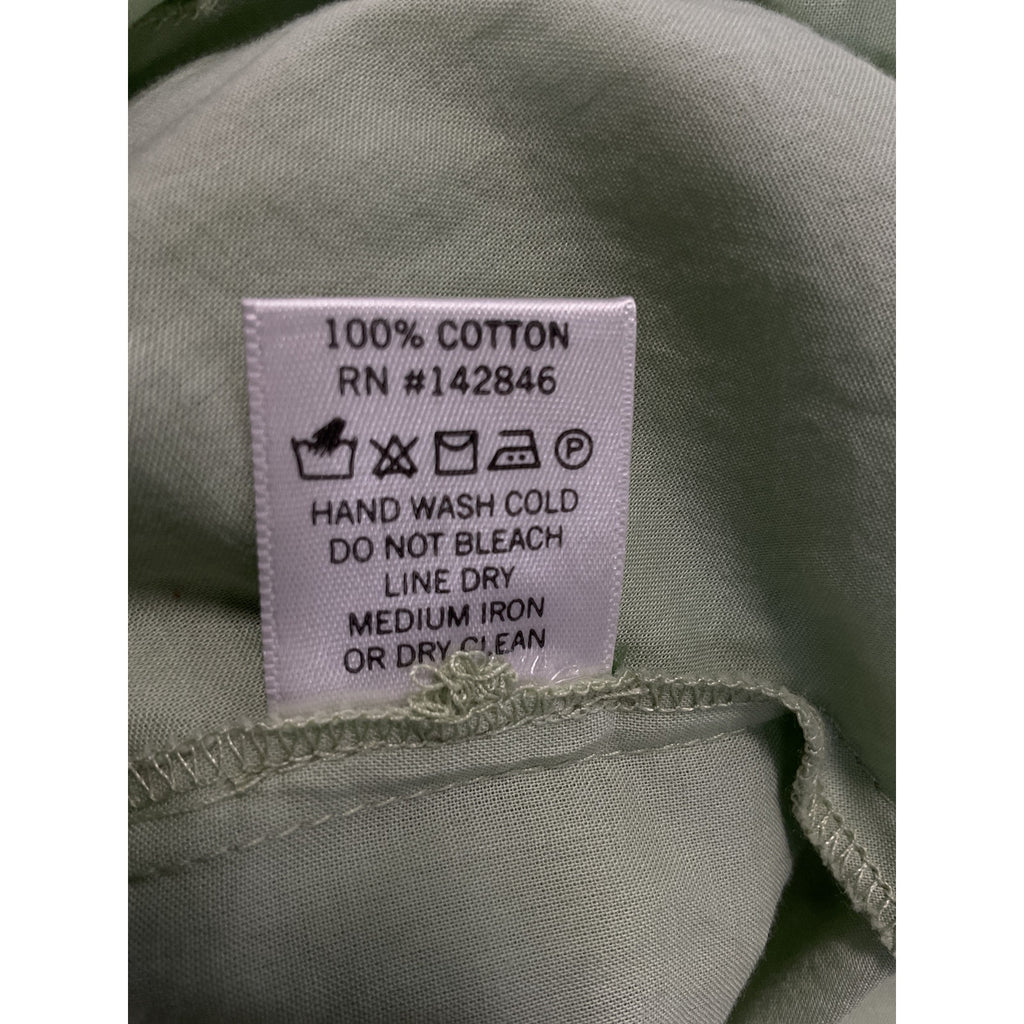 100% COTTON
RN #142846
P
HAND WASH COLD
DO NOT BLEACH
LINE DRY
MEDIUM IRON
OR DRY CLEAN